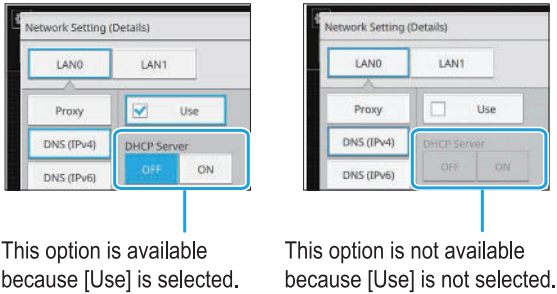 Network Setting (Details)
LAN0
LAN1
Proxy
Use
DNS (IPv4)
DHCP Server
OFF
ON
DNS (IPv6)
This option is available
because [Use] is selected.
Network Setting (Details)
LAN0
LAN1
Proxy
Use
DNS (IPv4)
DHCP Server
OFF
ON
DNS (IPv6)
This option is not available
because [Use] is not selected.